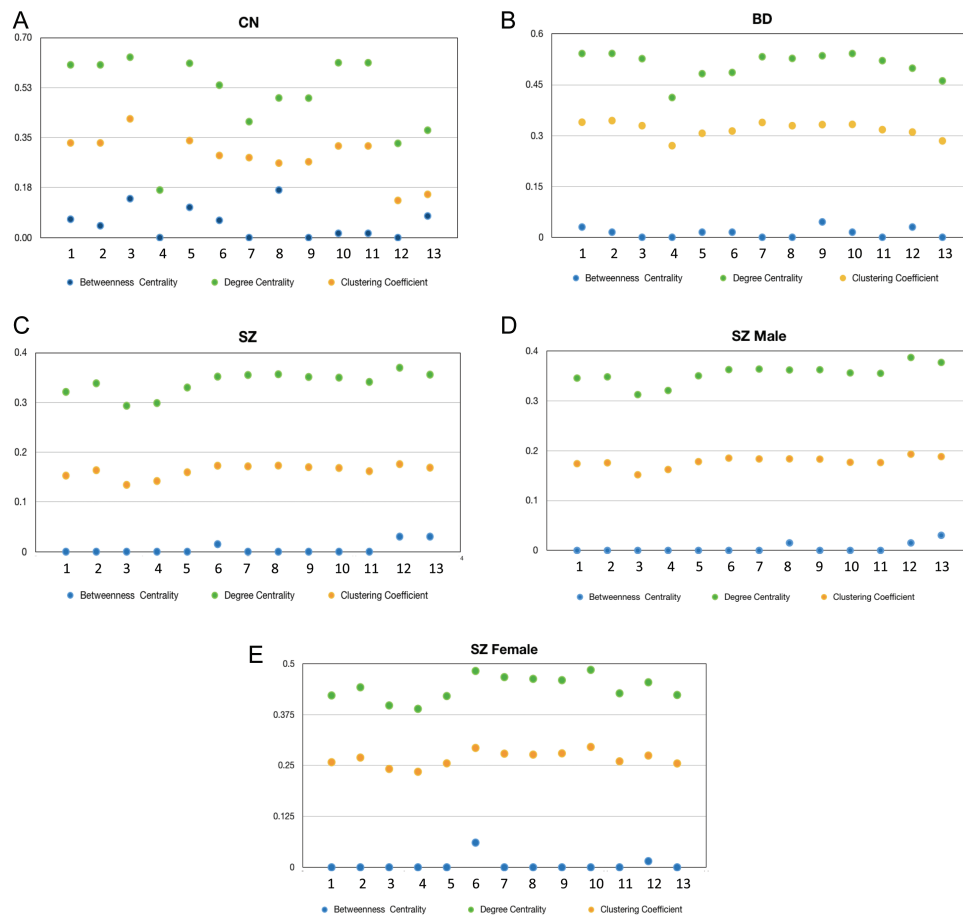 A
CN
0.70
0.53
0.35
0.18
0.00
1 2 3 4 5 6 7 8 9 10 11 12 13
Betweenness Centrality Degree Centrality Clustering Coefficient
B
BD
0.6
0.45
0.3
0.15
0
1 2 3 4 5 6 7 8 9 10 11 12 13
Betweenness Centrality Degree Centrality Clustering Coefficient
C
SZ
0.4
0.3
0.2
0.1
0
1 2 3 4 5 6 7 8 9 10 11 12 13
4
Betweenness Centrality Degree Centrality Clustering Coefficient
D
SZ Male
0.4
0.3
0.2
0.1
0
1 2 3 4 5 6 7 8 9 10 11 12 13
Betweenness Centrality Degree Centrality Clustering Coefficient
E
SZ Female
0.5
0.375
0.25
0.125
0
1 2 3 4 5 6 7 8 9 10 11 12 13
Betweenness Centrality Degree Centrality Clustering Coefficient